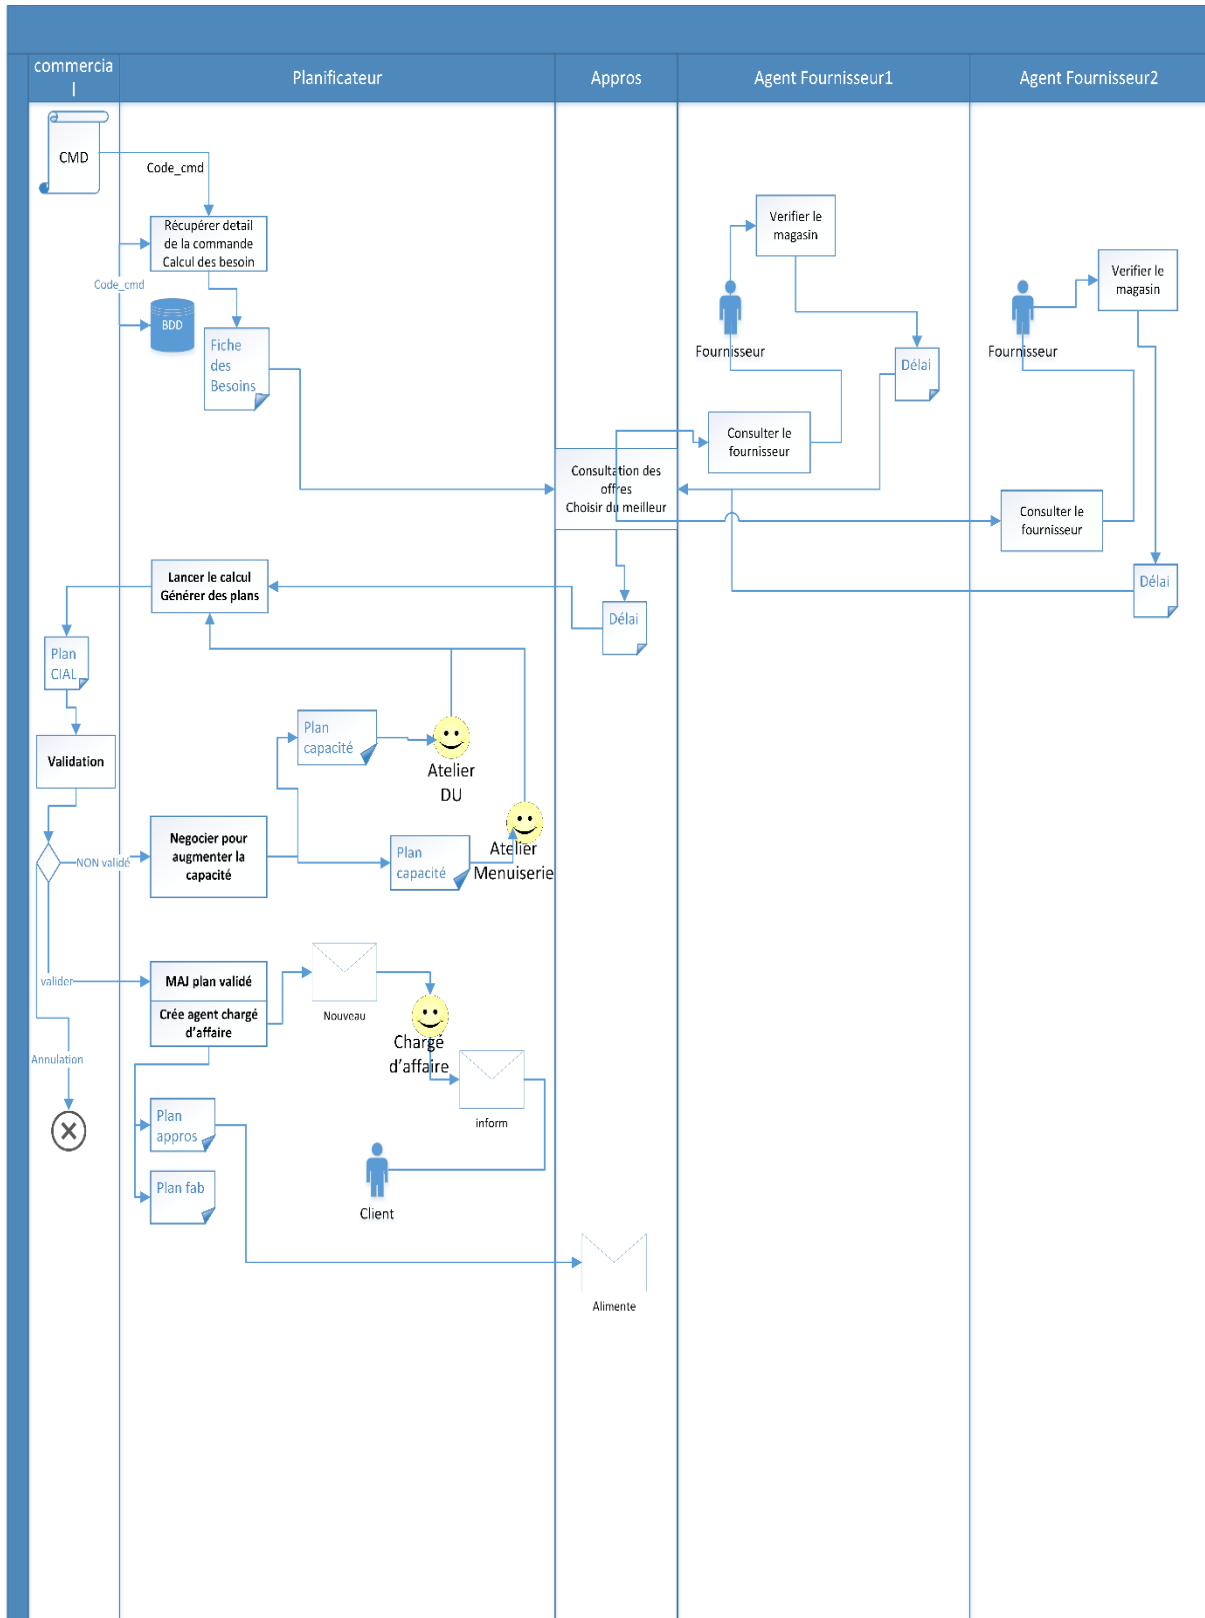 commercia
l
Planificateur
Appros
Agent Fournisseur1
Agent Fournisseur2
CMD
Code_cmd
Récupérer detail
de la commande
Calcul des besoin
Code_cmd
BDD
Fiche
des
Besoins
Verifier le
magasin
Fournisseur
Délai
Consulter le
fournisseur
Verifier le
magasin
Fournisseur
Consulter le
fournisseur
Délai
Consultation des
offres
Choisir du meilleur
Délai
Lancer le calcul
Générer des plans
Plan
CIAL
Validation
Plan
capacité
Atelier
DU
NON validé
Negocier pour
augmenter la
capacité
Plan
capacité
Atelier
Menuiserie
valider
MAJ plan validé
Crée agent chargé
d’affaire
Nouveau
Chargé
d’affaire
inform
Annulation
Plan
appros
Plan fab
Client
Alimente